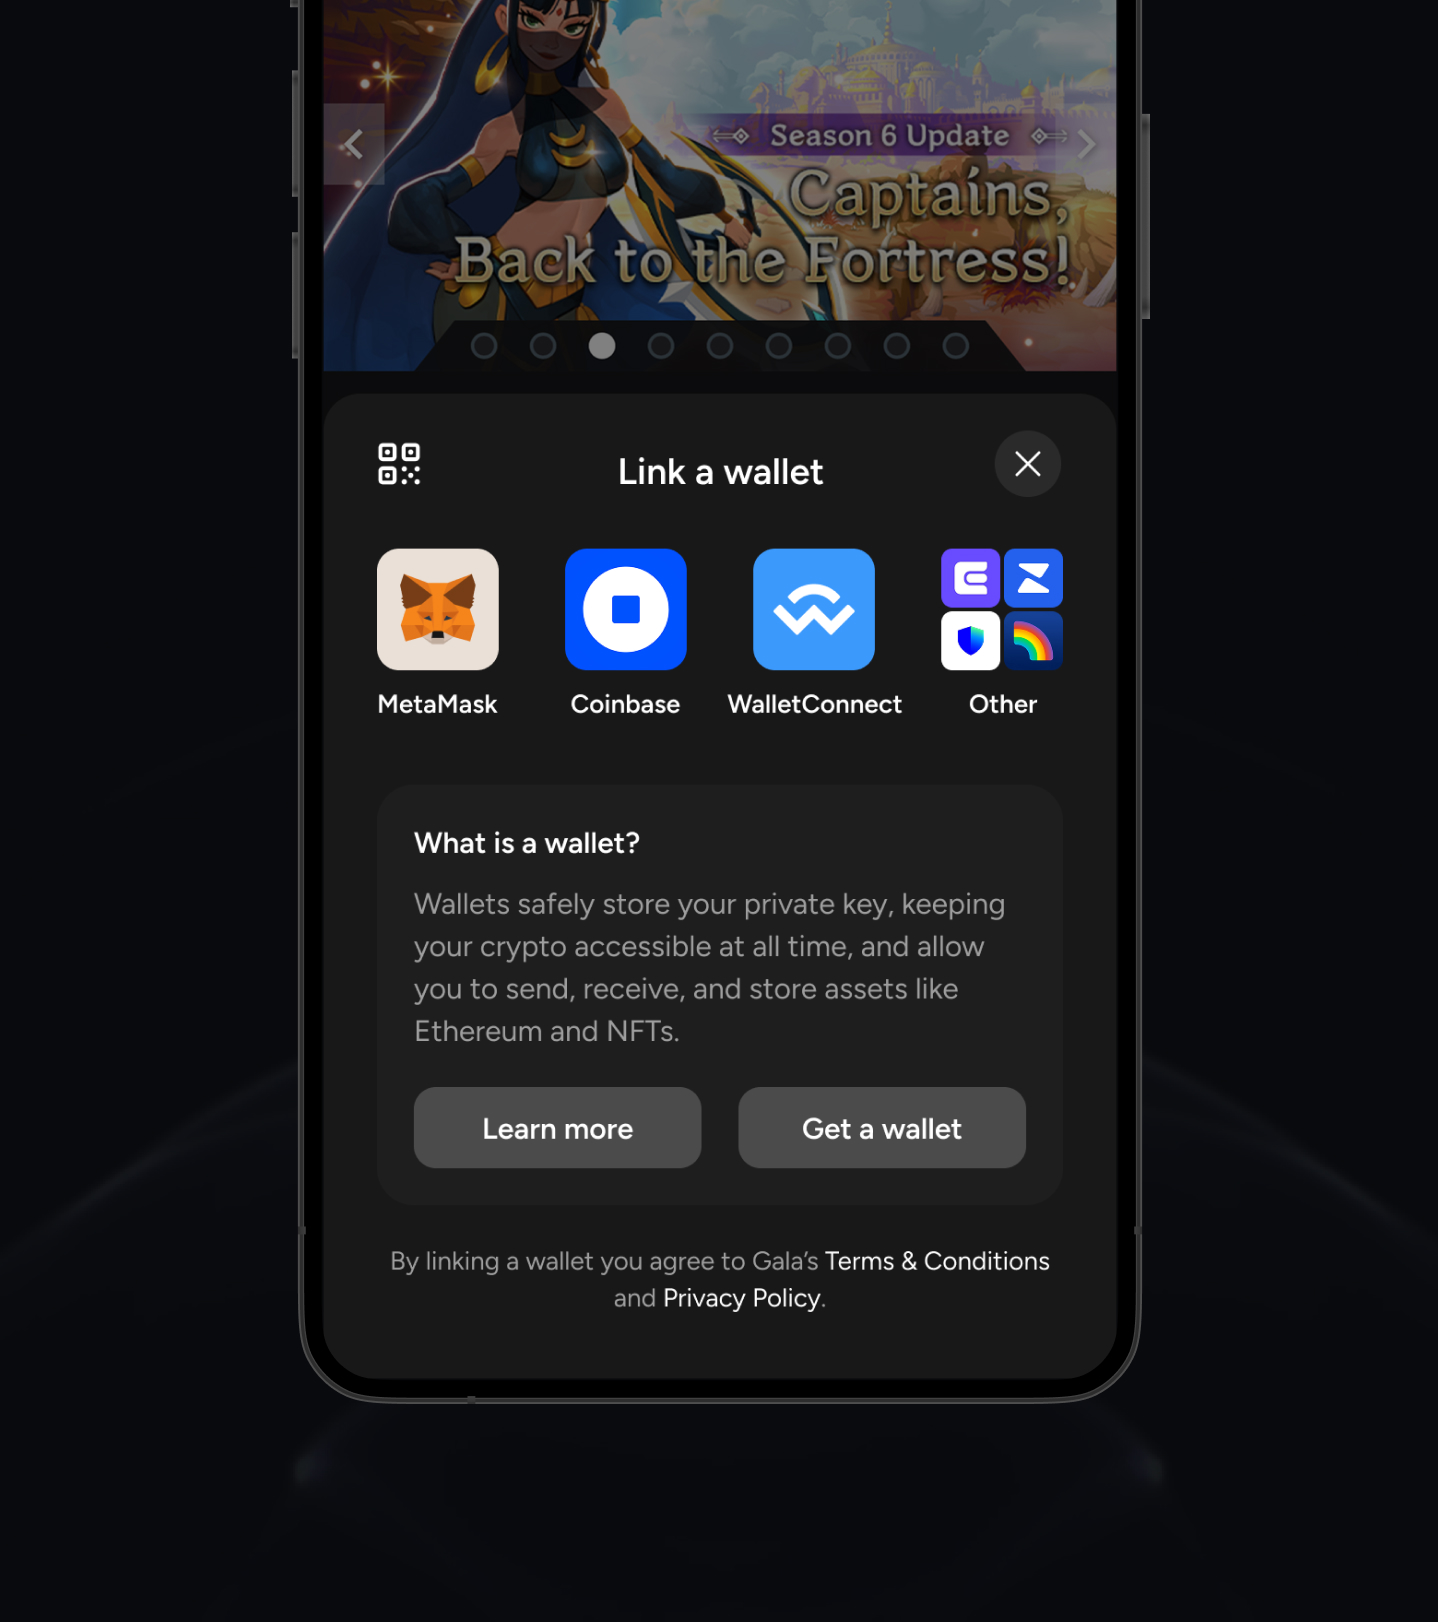 Season 6 Update
Captains,
Back to the Fortress!
Link a wallet
MetaMask
Coinbase
WalletConnect
Other
What is a wallet?
Wallets safely store your private key, keeping
your crypto accessible at all time, and allow
you to send, receive, and store assets like
Ethereum and NFTs.
Learn more
Get a wallet
By linking a wallet you agree to Gala’s Terms & Conditions
and Privacy Policy.